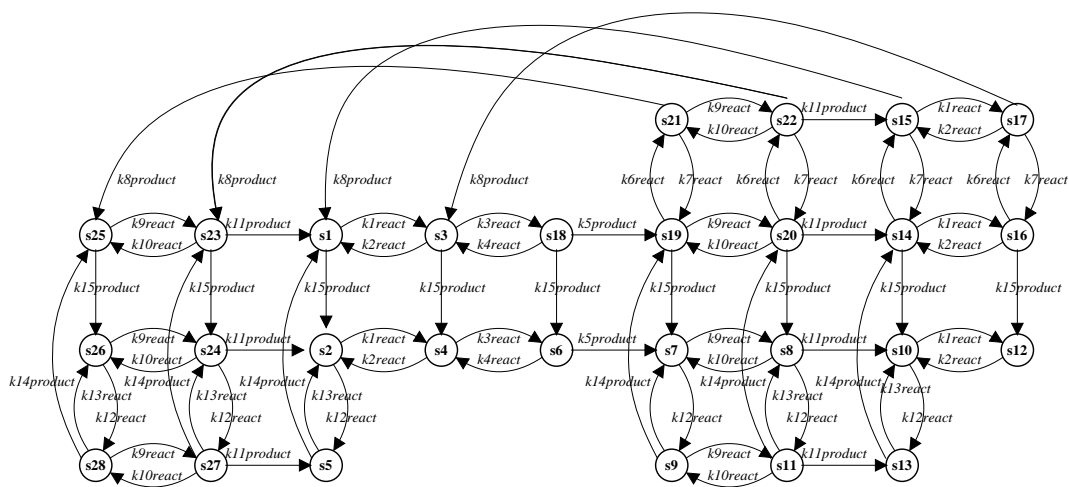 k9react k11product k1react
s21 s22 s15 s17
k10react k2react
k8product k8product k8product k8product k6react k7react k6react k7react k6react k7react k6react k7react
k9react k11product k1react k3react k5product k9react k11product k1react
s25 s23 s1 s3 s18 s19 s20 s14 s16
k10react k2react k4react k10react k2react
k15product k15product k15product k15product k15product k15product k15product k15product k15product
k9react k11product k1react k3react k5product k9react k11product k1react
s26 s24 s2 s4 s6 s7 s8 s10 s12
k10react k2react k4react k10react k2react
k14product k14product k14product k14product k14product k14product
k13react k13react k13react k13react
k12react k12react k12react k12react k12react k12react
k9react k11product k9react k11product
s28 s27 s5 s9 s11 s13
k10react k10react